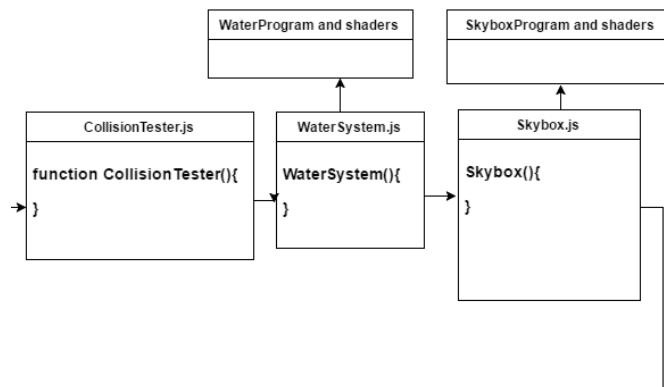 WaterProgram and shaders
SkyboxProgram and shaders
CollisionTester.js
function CollisionTester(){
}
WaterSystem.js
WaterSystem(){
}
Skybox.js
Skybox(){
}